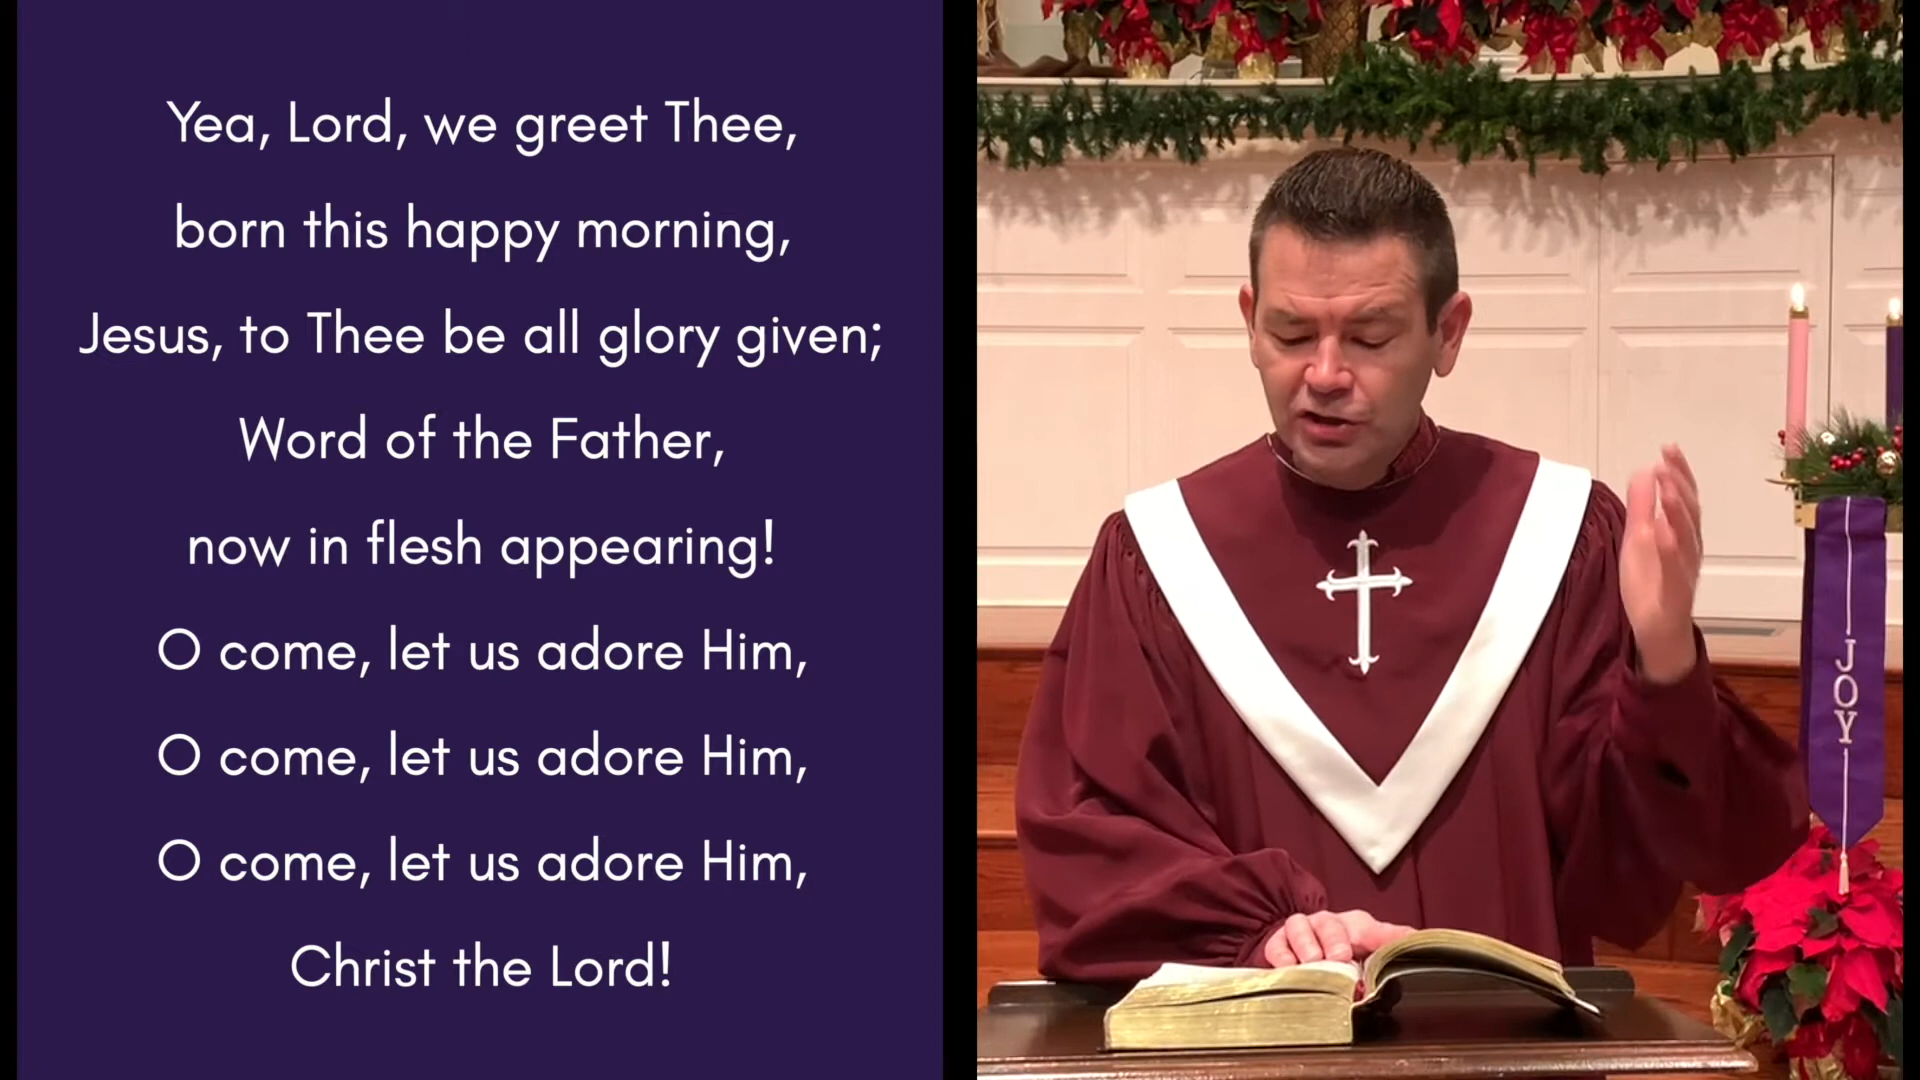 Yea, Lord, we greet Thee,
born this happy morning,
Jesus, to Thee be all glory given;
Word of the Father,
now in flesh appearing!
O come, let us adore Him,
O come, let us adore Him,
O come, let us adore Him,
Christ the Lord!
JOY